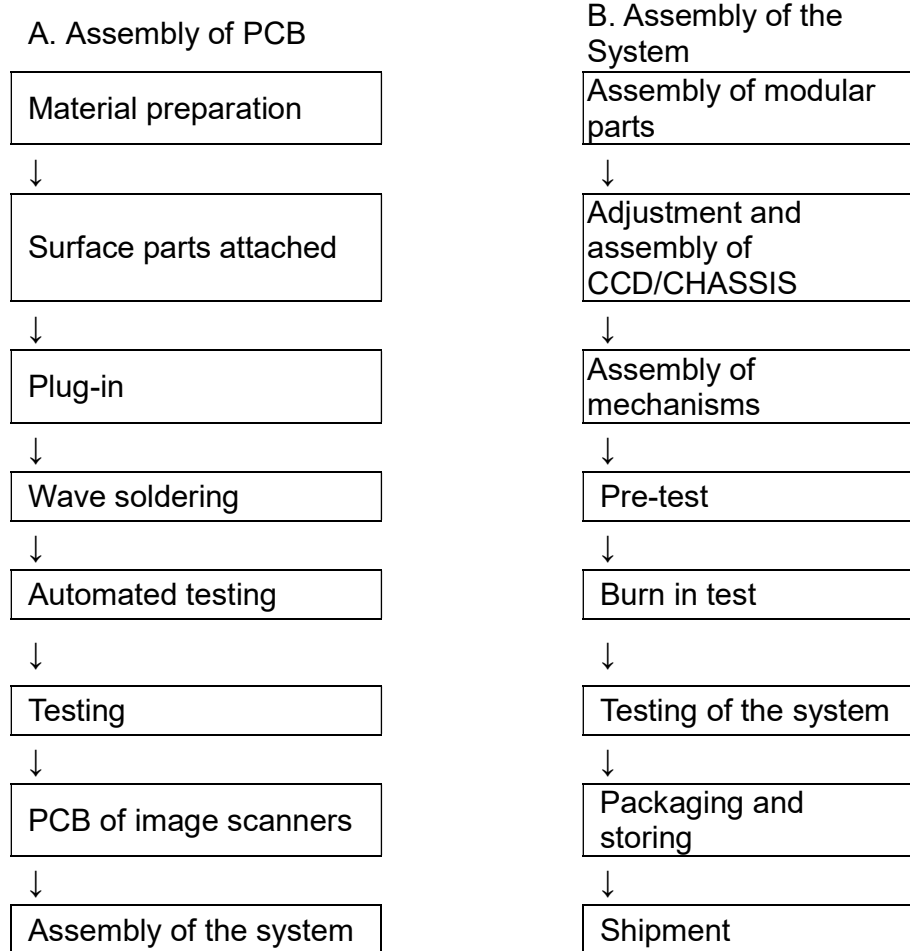 A. Assembly of PCB
Material preparation
↓
Surface parts attached
↓
Plug-in
↓
Wave soldering
↓
Automated testing
↓
Testing
↓
PCB of image scanners
↓
Assembly of the system
B. Assembly of the
System
Assembly of modular
parts
↓
Adjustment and
assembly of
CCD/CHASSIS
↓
Assembly of
mechanisms
↓
Pre-test
↓
Burn in test
↓
Testing of the system
↓
Packaging and
storing
↓
Shipment